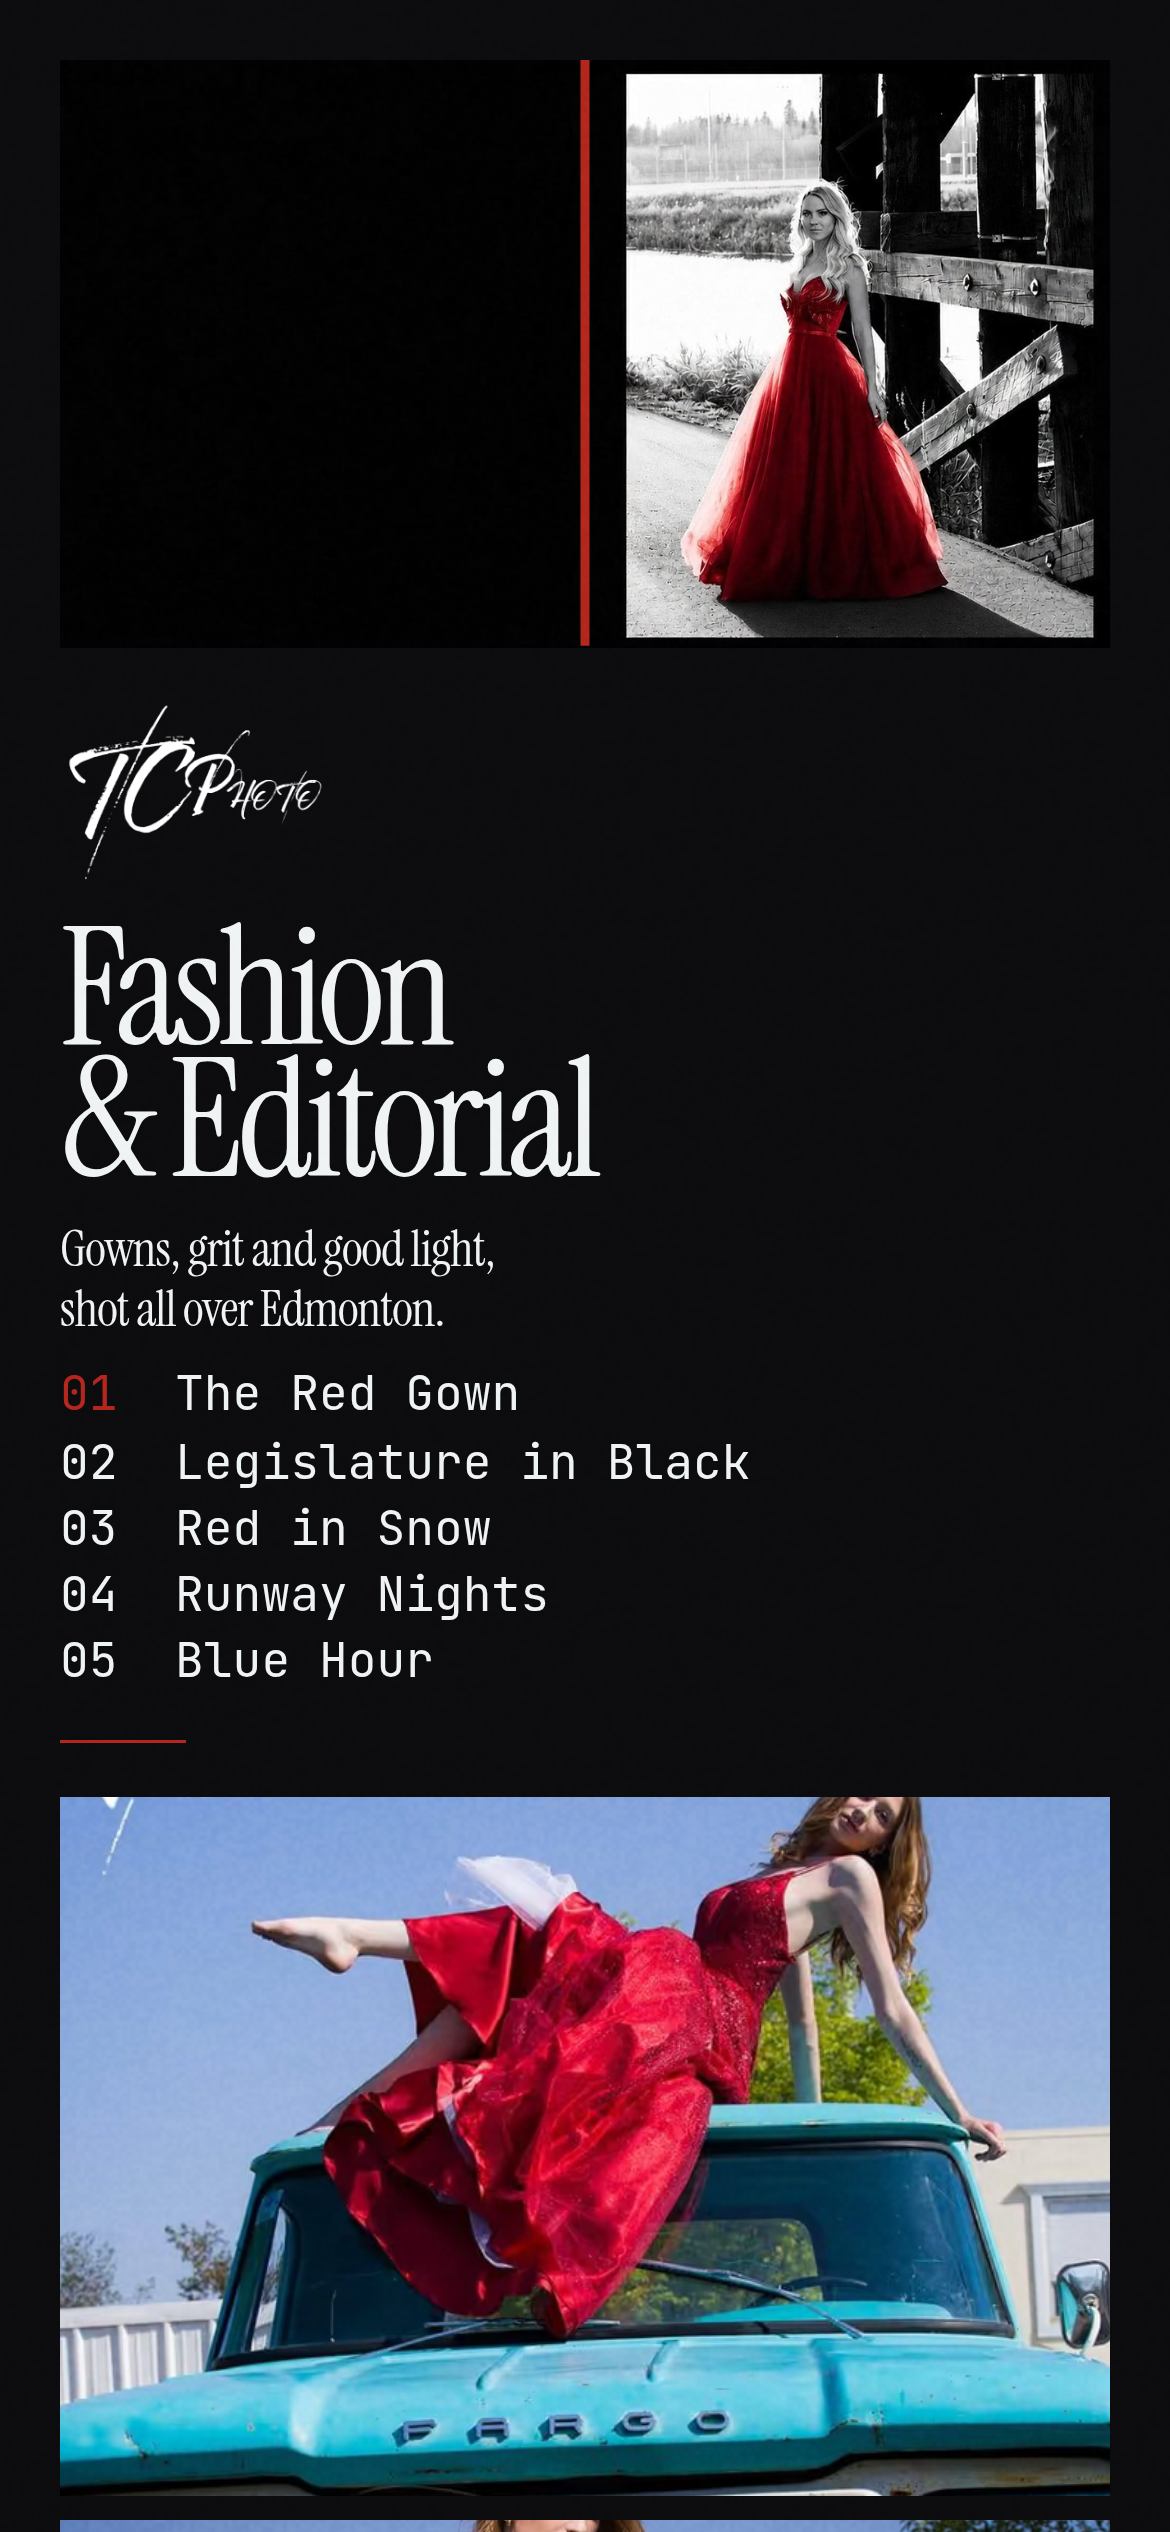 TCPHOTO
Fashion
& Editorial
Gowns, grit and good light,
shot all over Edmonton.
01 The Red Gown
02 Legislature in Black
03 Red in Snow
04 Runway Nights
05 Blue Hour
FARGO